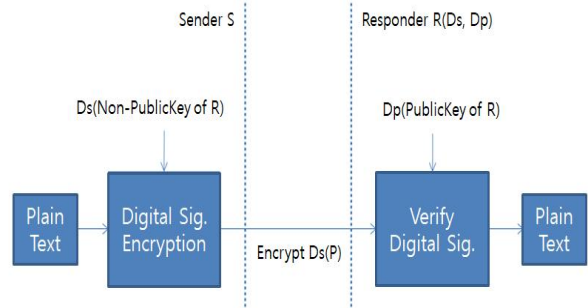 Sender S
Responder R(Ds, Dp)
Ds(Non-PublicKey of R)
Dp(PublicKey of R)
Plain
Text
Digital Sig.
Encryption
Encrypt Ds(P)
Verify
Digital Sig.
Plain
Text